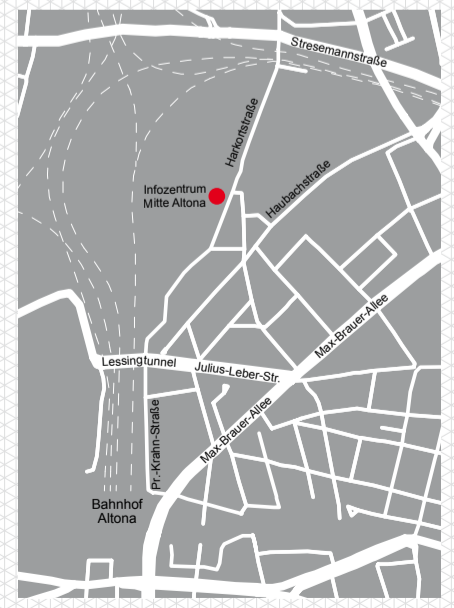 Stresemannstraße
Harkortstraße
Haubachstraße
Infozentrum
Mitte Altona
Max-Brauer-Allee
Lessingtunnel
Julius-Leber-Str.
Max-Brauer-Allee
Pr.-Krahn-Straße
Bahnhof
Altona